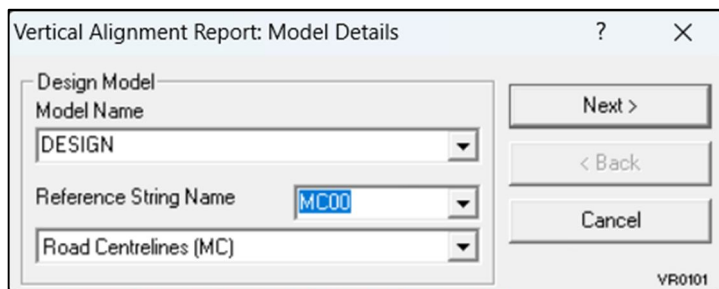 Vertical Alignment Report: Model Details ? X
Design Model
Model Name
DESIGN
Reference String Name MC00
Road Centrelines (MC)
Next >
< Back
Cancel
VR0101